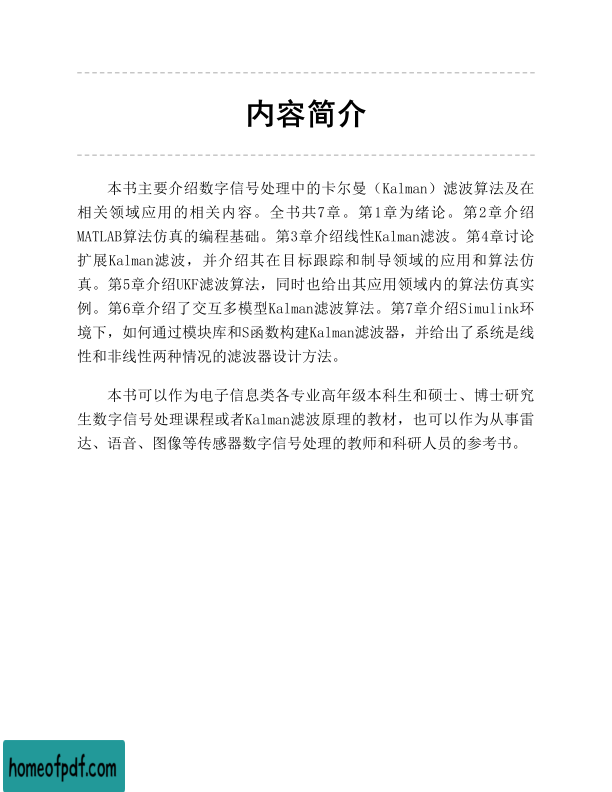 内容简介
本书主要介绍数字信号处理中的卡尔曼（Kalman）滤波算法及在
相关领域应用的相关内容。全书共7章。第1章为绪论。第2章介绍
MATLAB算法仿真的编程基础。第3章介绍线性Kalman滤波。第4章讨论
扩展Kalman滤波，并介绍其在目标跟踪和制导领域的应用和算法仿
真。第5章介绍UKF滤波算法，同时也给出其应用领域内的算法仿真实
例。第6章介绍了交互多模型Kalman滤波算法。第7章介绍Simulink环
境下，如何通过模块库和S函数构建Kalman滤波器，并给出了系统是线
性和非线性两种情况的滤波器设计方法。
本书可以作为电子信息类各专业高年级本科生和硕士、博士研究
生数字信号处理课程或者Kalman滤波原理的教材，也可以作为从事雷
达、语音、图像等传感器数字信号处理的教师和科研人员的参考书。
homeofpdf.com